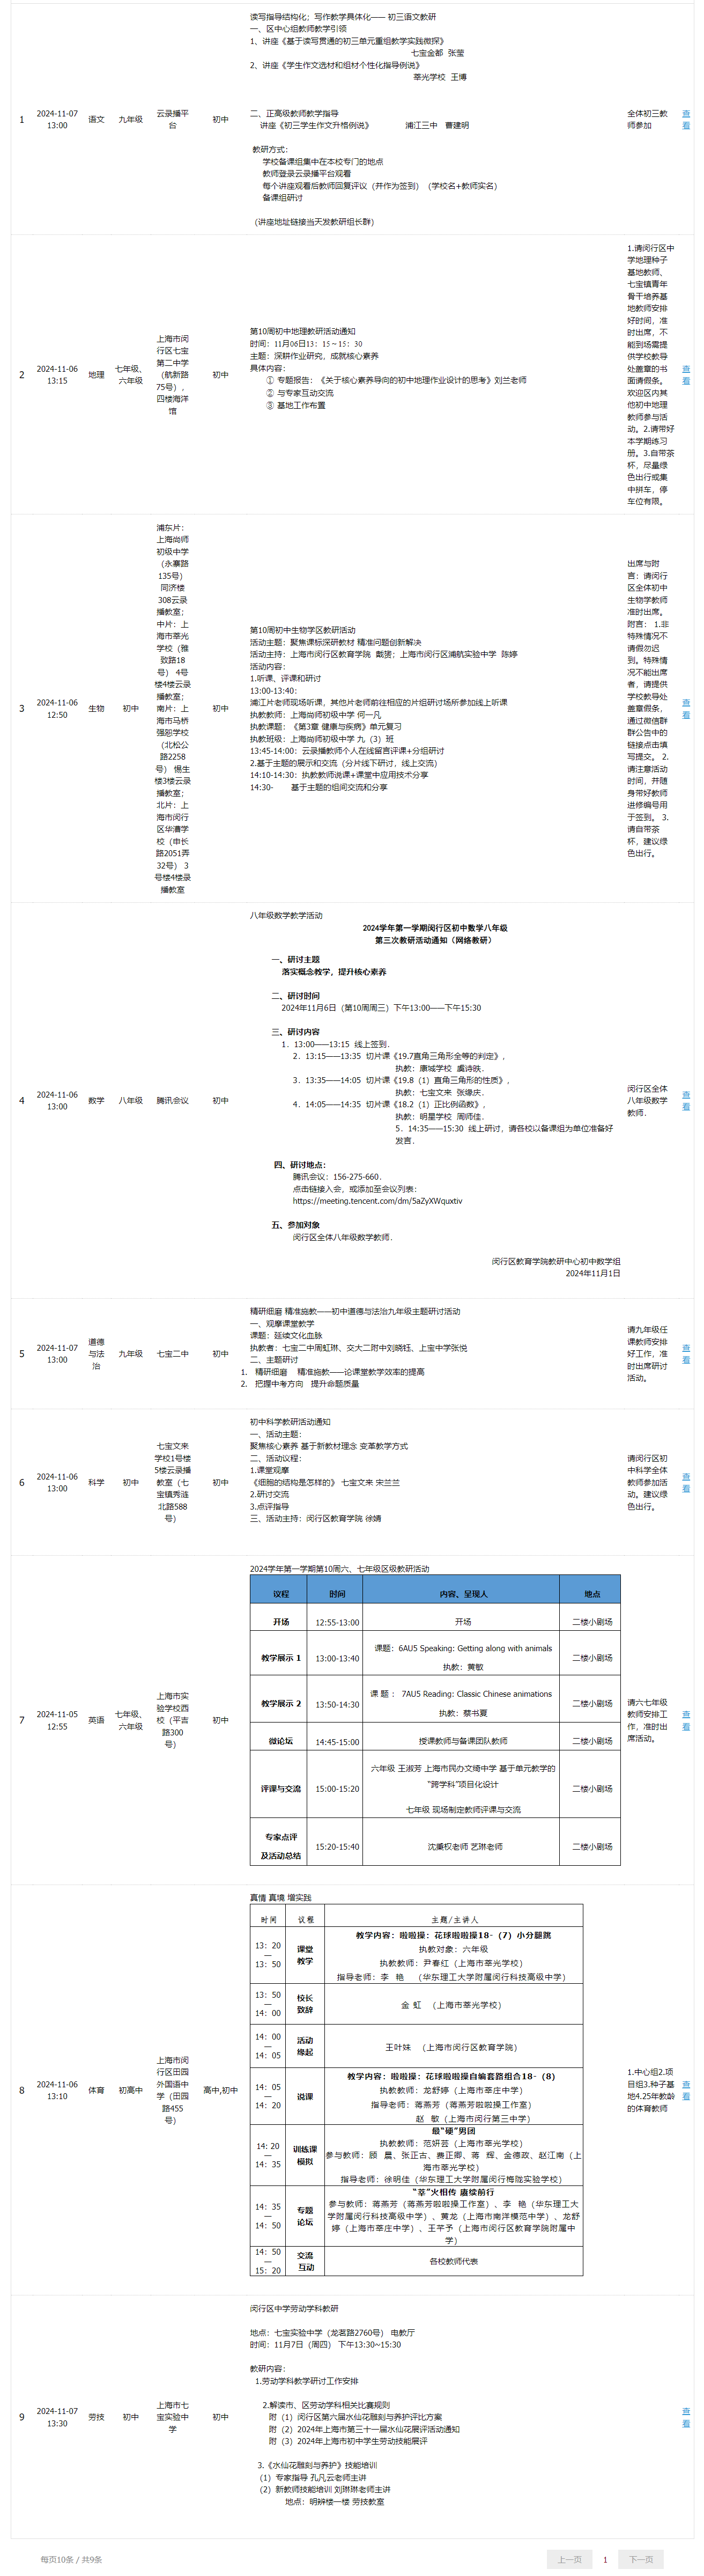 1
2024-11-07
13:00
语文
九年级
云录播平
台
初中
读写指导结构化；写作教学具体化—— 初三语文教研
一、区中心组教师教学引领
1、讲座《基于读写贯通的初三单元重组教学实践微探》
七宝金都 张莹
2、讲座《学生作文选材和组材个性化指导例说》
莘光学校 王博
二、正高级教师教学指导
讲座《初三学生作文升格例说》 浦江三中 曹建明
教研方式：
学校备课组集中在本校专门的地点
教师登录云录播平台观看
每个讲座观看后教师回复评议（并作为签到）（学校名+教师实名）
备课组研讨
（讲座地址链接当天发教研组长群）
全体初三教
师参加
查
看
2
2024-11-06
13:15
地理
七年级、
六年级
上海市闵
行区七宝
第二中学
（航新路
75号），
四楼海洋
馆
初中
第10周初中地理教研活动通知
时间：11月06日13：15～15：30
主题：深耕作业研究，成就核心素养
具体内容：
① 专题报告：《关于核心素养导向的初中地理作业设计的思考》刘兰老师
② 与专家互动交流
③ 基地工作布置
1.请闵行区中
学地理种子
基地教师、
七宝镇青年
骨干培养基
地教师安排
好时间，准
时出席，不
能到场需提
供学校教导
处盖章的书
面请假条。
欢迎区内其
他初中地理
教师参与活
动。2.请带好
本学期练习
册。3.自带茶
杯，尽量绿
色出行或集
中拼车，停
车位有限。
查
看
3
2024-11-06
12:50
生物
初中
浦东片：
上海尚师
初级中学
（永寨路
135号）
同济楼
308云录
播教室；
中片：上
海市莘光
学校（雅
致路18
号） 4号
楼4楼云录
播教室；
南片：上
海市马桥
强恕学校
（北松公
路2258
号） 惕生
楼3楼云录
播教室；
北片：上
海市闵行
区华漕学
校（申长
路2051弄
32号） 3
号楼4楼录
播教室
初中
第10周初中生物学区教研活动
活动主题：聚焦课标深研教材 精准问题创新解决
活动主持：上海市闵行区教育学院 戴赟；上海市闵行区浦航实验中学 陈婷
活动内容：
1.听课、评课和研讨
13:00-13:40：
浦江片老师现场听课，其他片老师前往相应的片组研讨场所参加线上听课
执教教师：上海尚师初级中学 何一凡
执教课题：《第3章 健康与疾病》单元复习
执教班级：上海尚师初级中学 九（3）班
13:45-14:00：云录播教师个人在线留言评课+分组研讨
2.基于主题的展示和交流（分片线下研讨，线上交流）
14:10-14:30：执教教师说课+课堂中应用技术分享
14:30- 基于主题的组间交流和分享
出席与附
言：请闵行
区全体初中
生物学教师
准时出席。
附言： 1.非
特殊情况不
请假勿迟
到。特殊情
况不能出席
者，请提供
学校教导处
盖章假条，
通过微信群
群公告中的
链接点击填
写提交。 2.
请注意活动
时间，并随
身带好教师
进修编号用
于签到。 3.
请自带茶
杯，建议绿
色出行。
查
看
4
2024-11-06
13:00
数学
八年级
腾讯会议
初中
八年级数学教学活动
2024学年第一学期闵行区初中数学八年级
第三次教研活动通知（网络教研）
一、研讨主题
落实概念教学，提升核心素养
二、研讨时间
2024年11月6日（第10周周三）下午13:00——下午15:30
三、研讨内容
1．13:00——13:15 线上签到．
2．13:15——13:35 切片课《19.7直角三角形全等的判定》，
执教：康城学校 虞诗昳．
3．13:35——14:05 切片课《19.8（1）直角三角形的性质》，
执教：七宝文来 张缘庆．
4．14:05——14:35 切片课《18.2（1）正比例函数》，
执教：明星学校 周师佳．
5．14:35——15:30 线上研讨，请各校以备课组为单位准备好
发言．
四、研讨地点：
腾讯会议：156-275-660．
点击链接入会，或添加至会议列表：
https://meeting.tencent.com/dm/5aZyXWquxtiv
五、参加对象
闵行区全体八年级数学教师．
闵行区教育学院教研中心初中数学组
2024年11月1日
闵行区全体
八年级数学
教师．
查
看
5
2024-11-07
13:00
道德
与法
治
九年级
七宝二中
初中
精研细磨 精准施教——初中道德与法治九年级主题研讨活动
一、观摩课堂教学
课题：延续文化血脉
执教者：七宝二中周虹琳、交大二附中刘晓钰、上宝中学张悦
二、主题研讨
1. 精研细磨 精准施教——论课堂教学效率的提高
2. 把握中考方向 提升命题质量
请九年级任
课教师安排
好工作，准
时出席研讨
活动。
查
看
6
2024-11-06
13:00
科学
初中
七宝文来
学校1号楼
5楼云录播
教室（七
宝镇秀涟
北路588
号）
初中
初中科学教研活动通知
一、活动主题：
聚焦核心素养 基于新教材理念 变革教学方式
二、活动议程：
1.课堂观摩
《细胞的结构是怎样的》 七宝文来 宋兰兰
2.研讨交流
3.点评指导
三、活动主持：闵行区教育学院 徐婧
请闵行区初
中科学全体
教师参加活
动。建议绿
色出行。
查
看
7
2024-11-05
12:55
英语
七年级、
六年级
上海市实
验学校西
校（平吉
路300
号）
初中
2024学年第一学期第10周六、七年级区级教研活动
议程 时间 内容、呈现人 地点
开场 12:55-13:00 开场 二楼小剧场
教学展示 1 13:00-13:40 课题：6AU5 Speaking: Getting along with animals
执教：黄敏 二楼小剧场
教学展示 2 13:50-14:30 课 题 ： 7AU5 Reading: Classic Chinese animations
执教：蔡书夏 二楼小剧场
微论坛 14:45-15:00 授课教师与备课团队教师 二楼小剧场
评课与交流 15:00-15:20 六年级 王淑芳 上海市民办文绮中学 基于单元教学的
“跨学科”项目化设计
七年级 现场制定教师评课与交流 二楼小剧场
专家点评
及活动总结 15:20-15:40 沈秉权老师 艺琳老师 二楼小剧场
请六七年级
教师安排工
作，准时出
席活动。
查
看
8
2024-11-06
13:10
体育
初高中
上海市闵
行区田园
外国语中
学（田园
路455
号）
高中,初中
真情 真境 增实践
时间 议程 主题/主讲人
13：20
—
13：50
课堂
教学
教学内容：啦啦操：花球啦啦操18-（7）小分腿跳
执教对象：六年级
执教教师：尹春红（上海市莘光学校）
指导老师：李 艳 （华东理工大学附属闵行科技高级中学）
13：50
—
14：00
校长
致辞
金 虹 （上海市莘光学校）
14：00
—
14：05
活动
缘起
王叶妹 （上海市闵行区教育学院）
14：05
—
14：20
说课
教学内容：啦啦操：花球啦啦操自编套路组合18-（8）
执教教师：龙舒婷（上海市莘庄中学）
指导老师：蒋燕芳（蒋燕芳啦啦操工作室）
赵 敏（上海市闵行第三中学）
14：20
—
14：35
训练课
模拟
最“硬”男团
执教教师：范妍芸（上海市莘光学校）
参与教师：顾 晨、张正古、费正卿、蒋 辉、金德政、赵江南（上
海市莘光学校）
指导老师：徐明佳（华东理工大学附属闵行梅陇实验学校）
14：35
—
14：50
专题
论坛
“莘”火相传 赓续前行
参与教师：蒋燕芳（蒋燕芳啦啦操工作室）、李 艳（华东理工大
学附属闵行科技高级中学）、黄龙（上海市南洋模范中学）、龙舒
婷（上海市莘庄中学）、王芊予（上海市闵行区教育学院附属中
学）
14：50
—
15：20
交流
互动
各校教师代表
1.中心组2.项
目组3.种子基
地4.25年教龄
的体育教师
查
看
9
2024-11-07
13:30
劳技
初中
上海市七
宝实验中
学
初中
闵行区中学劳动学科教研
地点：七宝实验中学（龙茗路2760号） 电教厅
时间：11月7日（周四） 下午13:30~15:30
教研内容：
1.劳动学科教学研讨工作安排
2.解读市、区劳动学科相关比赛规则
附（1）闵行区第六届水仙花雕刻与养护评比方案
附（2）2024年上海市第三十一届水仙花展评活动通知
附（3）2024年上海市初中学生劳动技能展评
3.《水仙花雕刻与养护》技能培训
（1）专家指导 孔凡云老师主讲
（2）新教师技能培训 刘琳琳老师主讲
地点：明辨楼一楼 劳技教室
查
看
每页10条 / 共9条
上一页 1 下一页